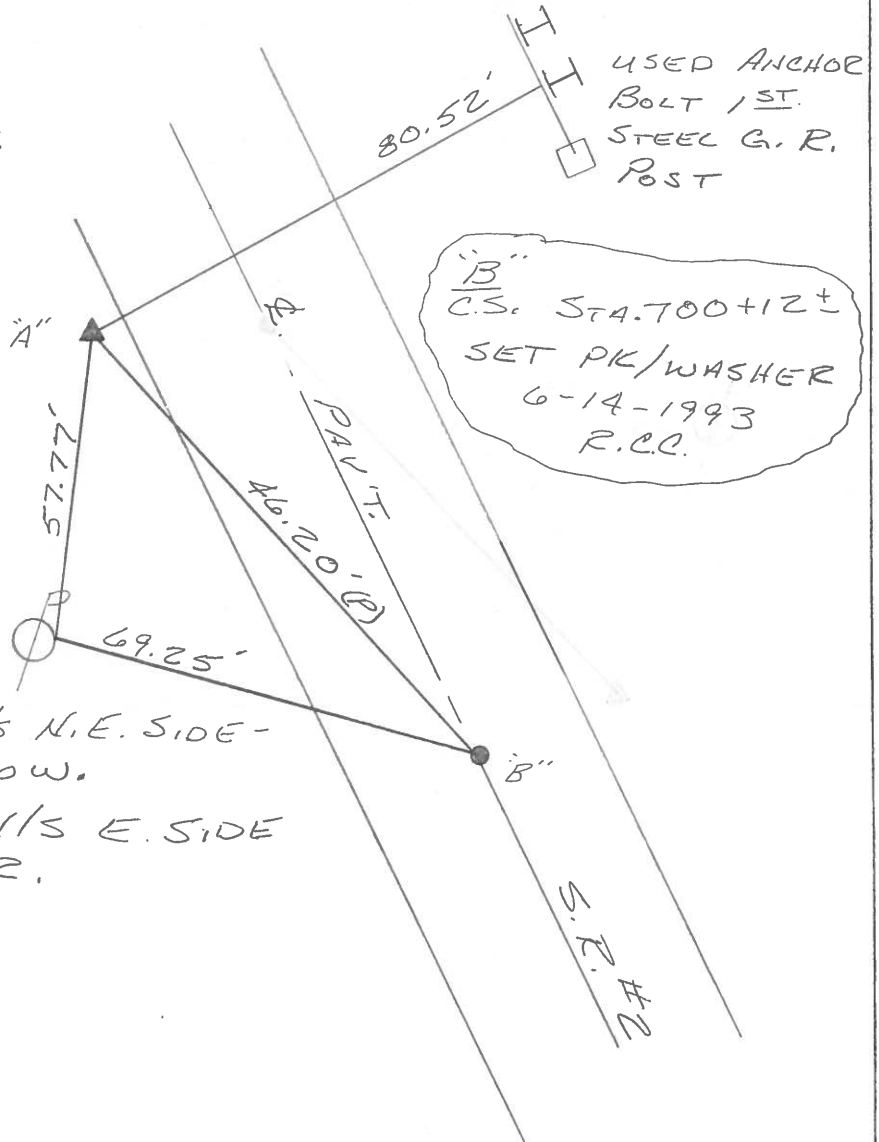 USED ANCHOR
BOLT 1ST.
STEEL G. R.
POST
80.52'
"B"
C.S. STA. 700+12±
SET PK/WASHER
6-14-1993
R.C.C.
"A"
℄.
PAV'T.
57.77'
46.20'(P)
69.25'
N.E. SIDE-
"B"
E. SIDE
S.R. #2